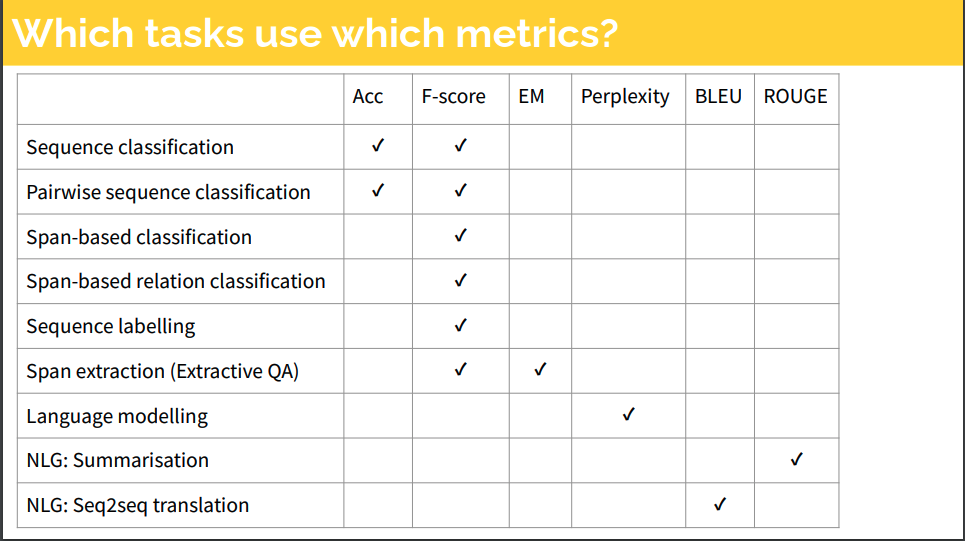 Which tasks use which metrics?
Acc F-score EM Perplexity BLEU ROUGE
Sequence classification ✓ ✓
Pairwise sequence classification ✓ ✓
Span-based classification ✓
Span-based relation classification ✓
Sequence labelling ✓
Span extraction (Extractive QA) ✓ ✓
Language modelling ✓
NLG: Summarisation ✓
NLG: Seq2seq translation ✓